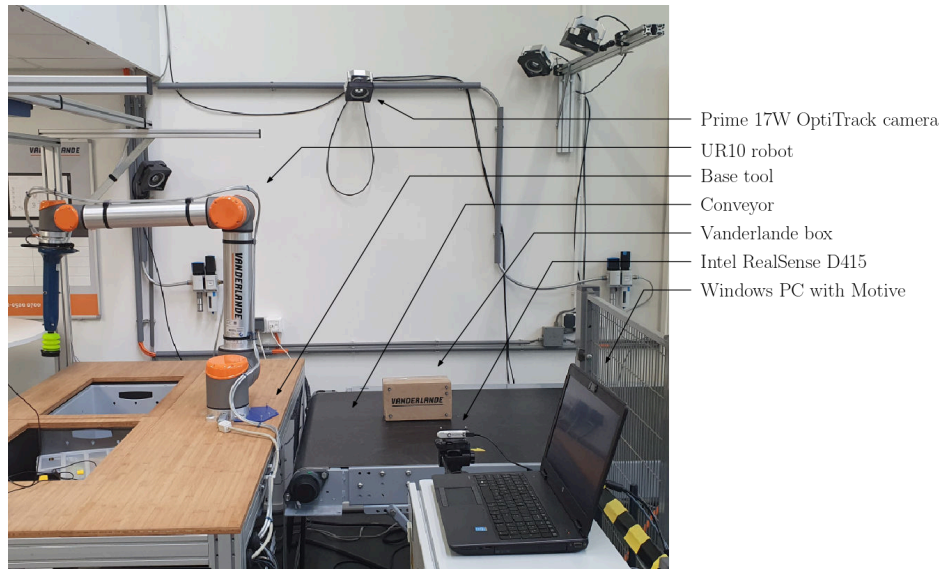 Prime 17W OptiTrack camera
UR10 robot
Base tool
Conveyor
Vanderlande box
Intel RealSense D415
Windows PC with Motive
VANDERLANDE
VANDERLANDE
VANDERLANDE